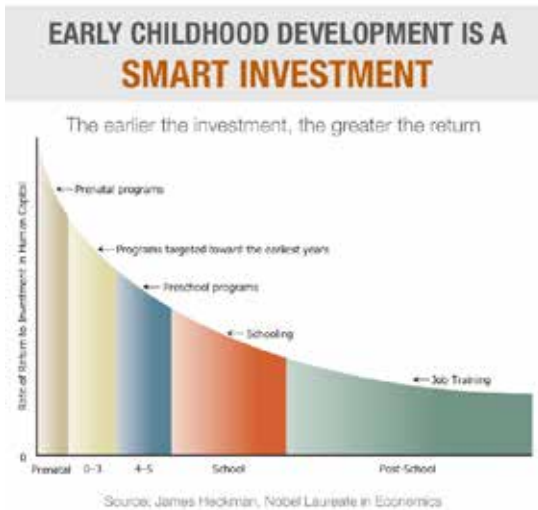 EARLY CHILDHOOD DEVELOPMENT IS A
SMART INVESTMENT
The earlier the investment, the greater the return
Rate of Return to Investment in Human Capital
Prenatal programs
Programs targeted toward the earliest years
Preschool programs
Schooling
Job Training
0
Prenatal 0-3 4-5 School Post-School
Source: James Heckman, Nobel Laureate in Economics